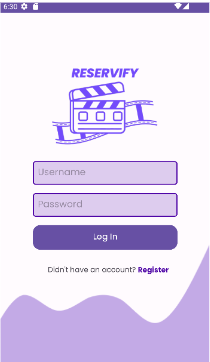 6:30
RESERVIFY
Username
Password
Log In
Didn't have an account? Register